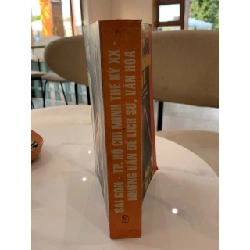 SÀI GÒN - TP. HỒ CHÍ MINH THẾ KỶ XX -
NHỮNG VẤN ĐỀ LỊCH SỬ, VĂN HÓA